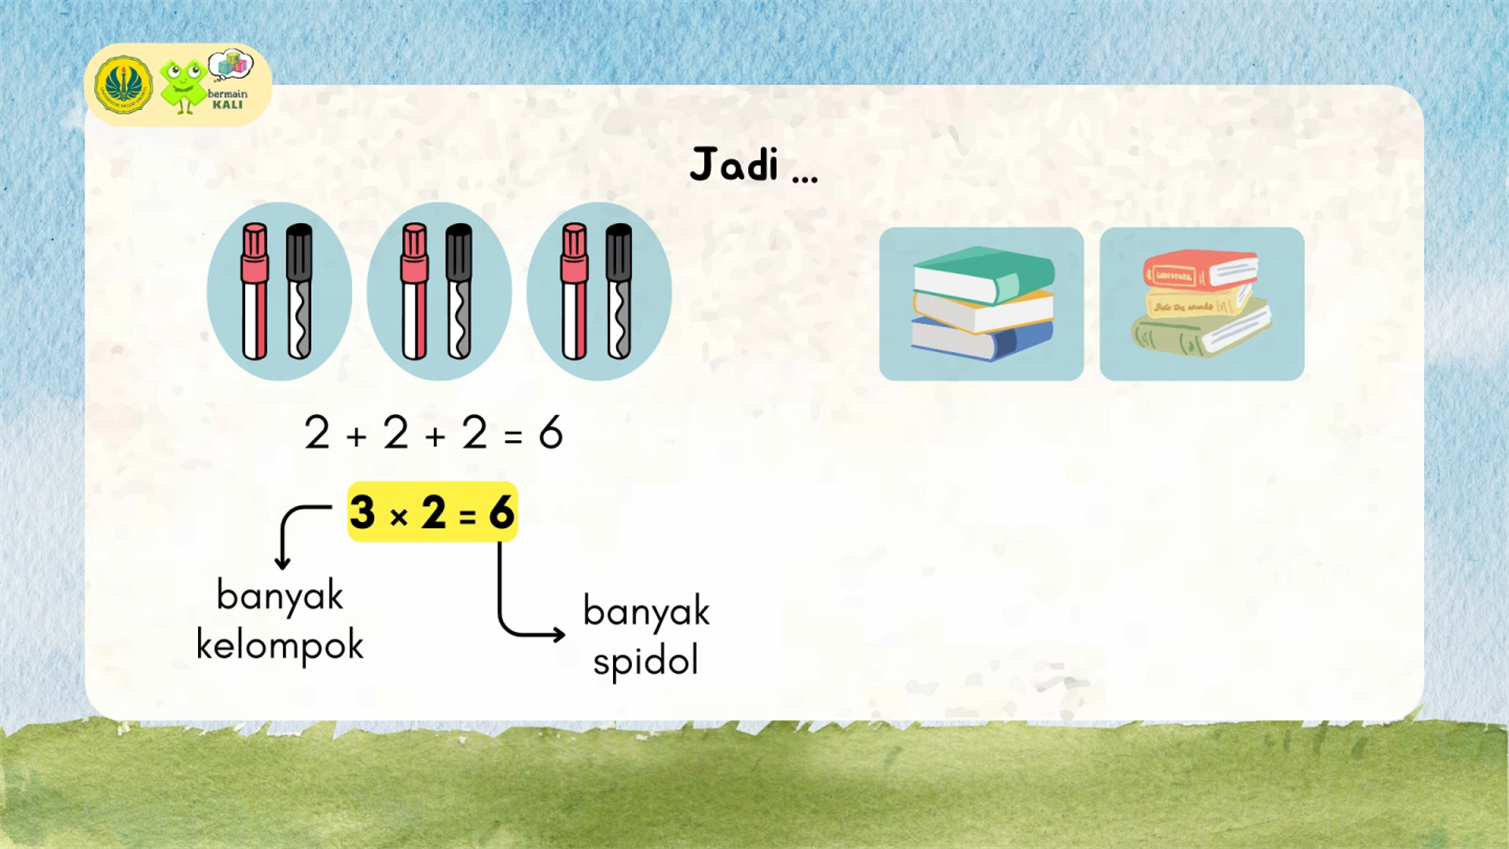 bermain
KALI
Jadi ...
2 + 2 + 2 = 6
3 × 2 = 6
banyak
kelompok
banyak
spidol